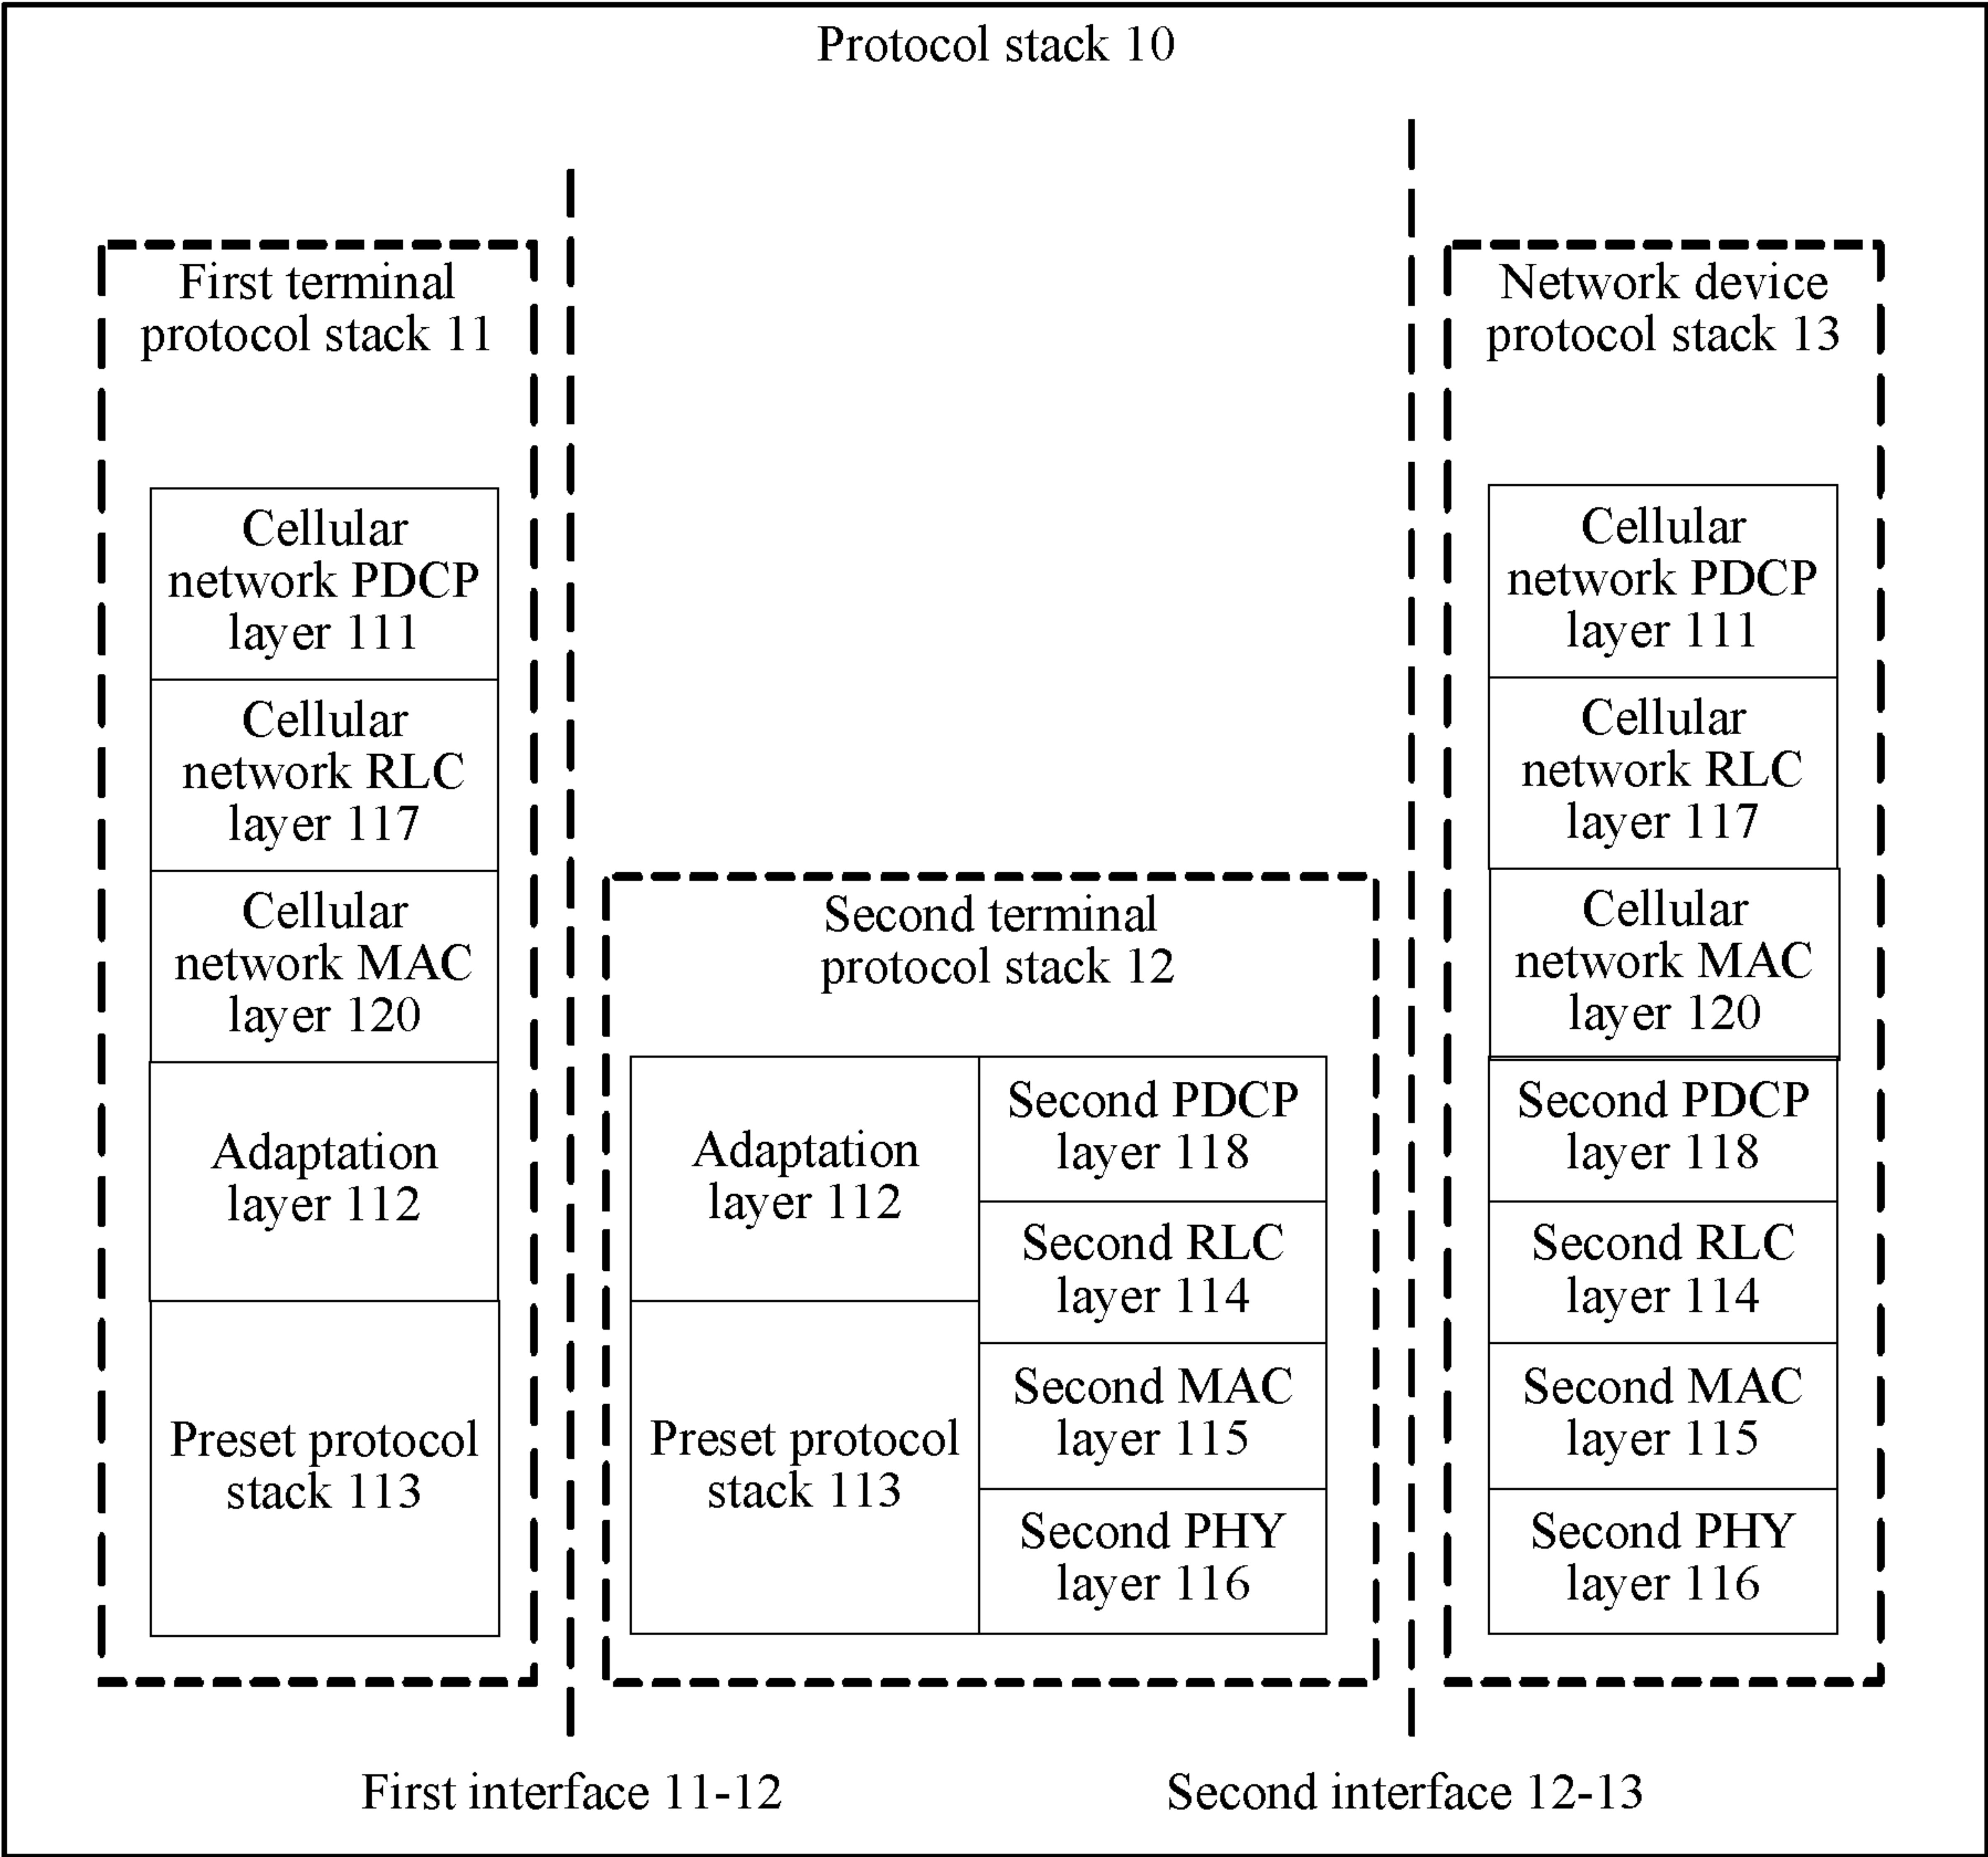 Protocol stack 10
First terminal
protocol stack 11
Cellular
network PDCP
layer 111
Cellular
network RLC
layer 117
Cellular
network MAC
layer 120
Adaptation
layer 112
Preset protocol
stack 113
Second terminal
protocol stack 12
Adaptation
layer 112
Preset protocol
stack 113
Second PDCP
layer 118
Second RLC
layer 114
Second MAC
layer 115
Second PHY
layer 116
Network device
protocol stack 13
Cellular
network PDCP
layer 111
Cellular
network RLC
layer 117
Cellular
network MAC
layer 120
Second PDCP
layer 118
Second RLC
layer 114
Second MAC
layer 115
Second PHY
layer 116
First interface 11-12
Second interface 12-13